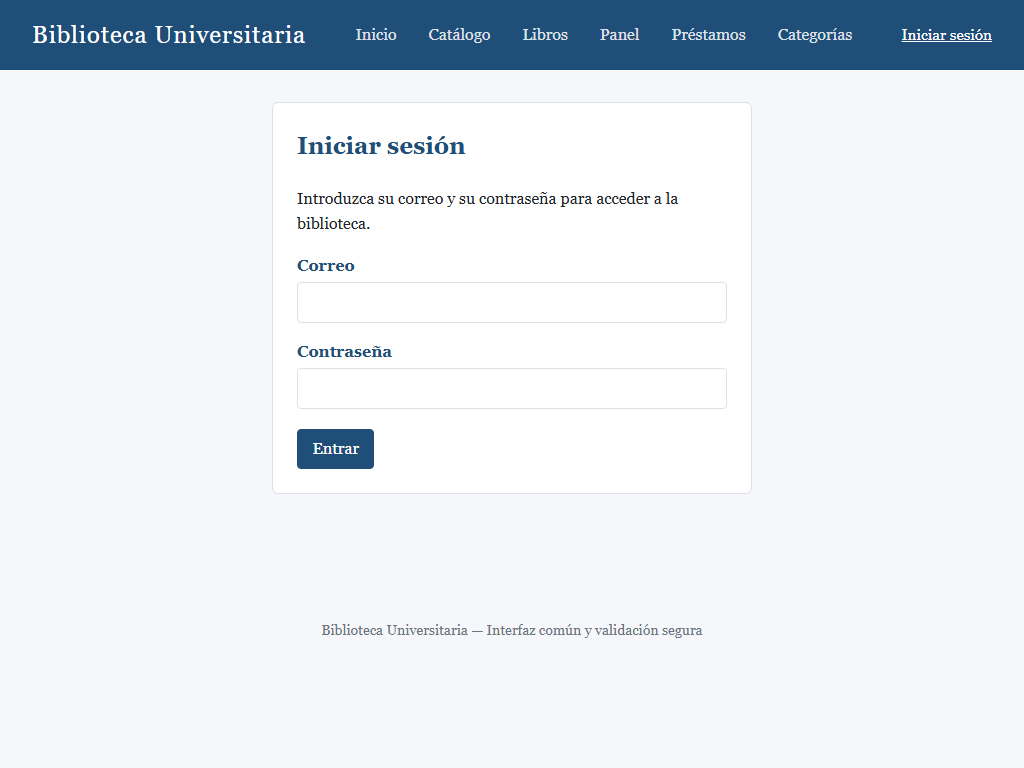 Biblioteca Universitaria
Inicio
Catálogo
Libros
Panel
Préstamos
Categorías
Iniciar sesión
Iniciar sesión
Introduzca su correo y su contraseña para acceder a la
biblioteca.
Correo
Contraseña
Entrar
Biblioteca Universitaria — Interfaz común y validación segura